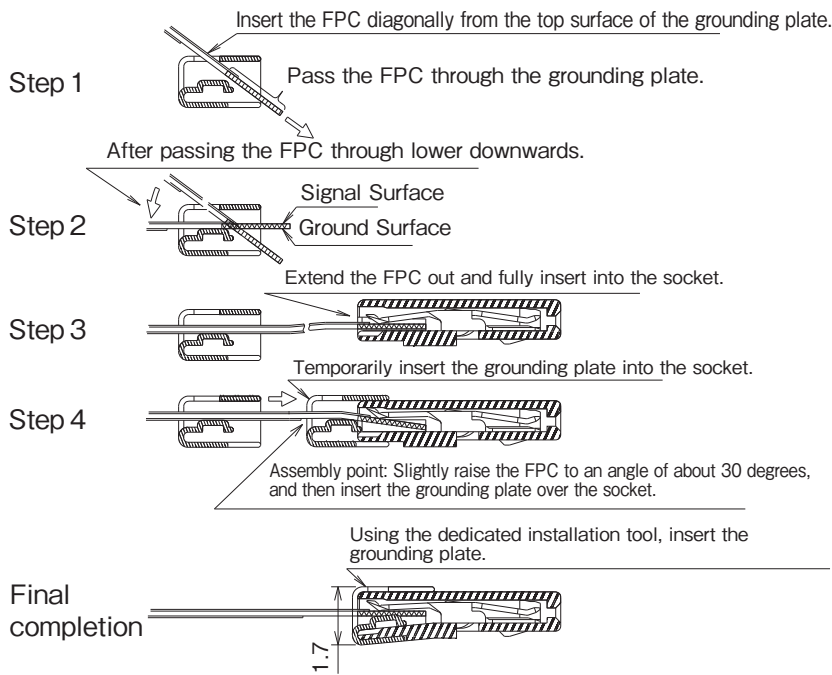 Insert the FPC diagonally from the top surface of the grounding plate.
Step 1
Pass the FPC through the grounding plate.
After passing the FPC through lower downwards.
Signal Surface
Step 2
Ground Surface
Extend the FPC out and fully insert into the socket.
Step 3
Temporarily insert the grounding plate into the socket.
Step 4
Assembly point: Slightly raise the FPC to an angle of about 30 degrees,
and then insert the grounding plate over the socket.
Using the dedicated installation tool, insert the
grounding plate.
Final
completion
1.7